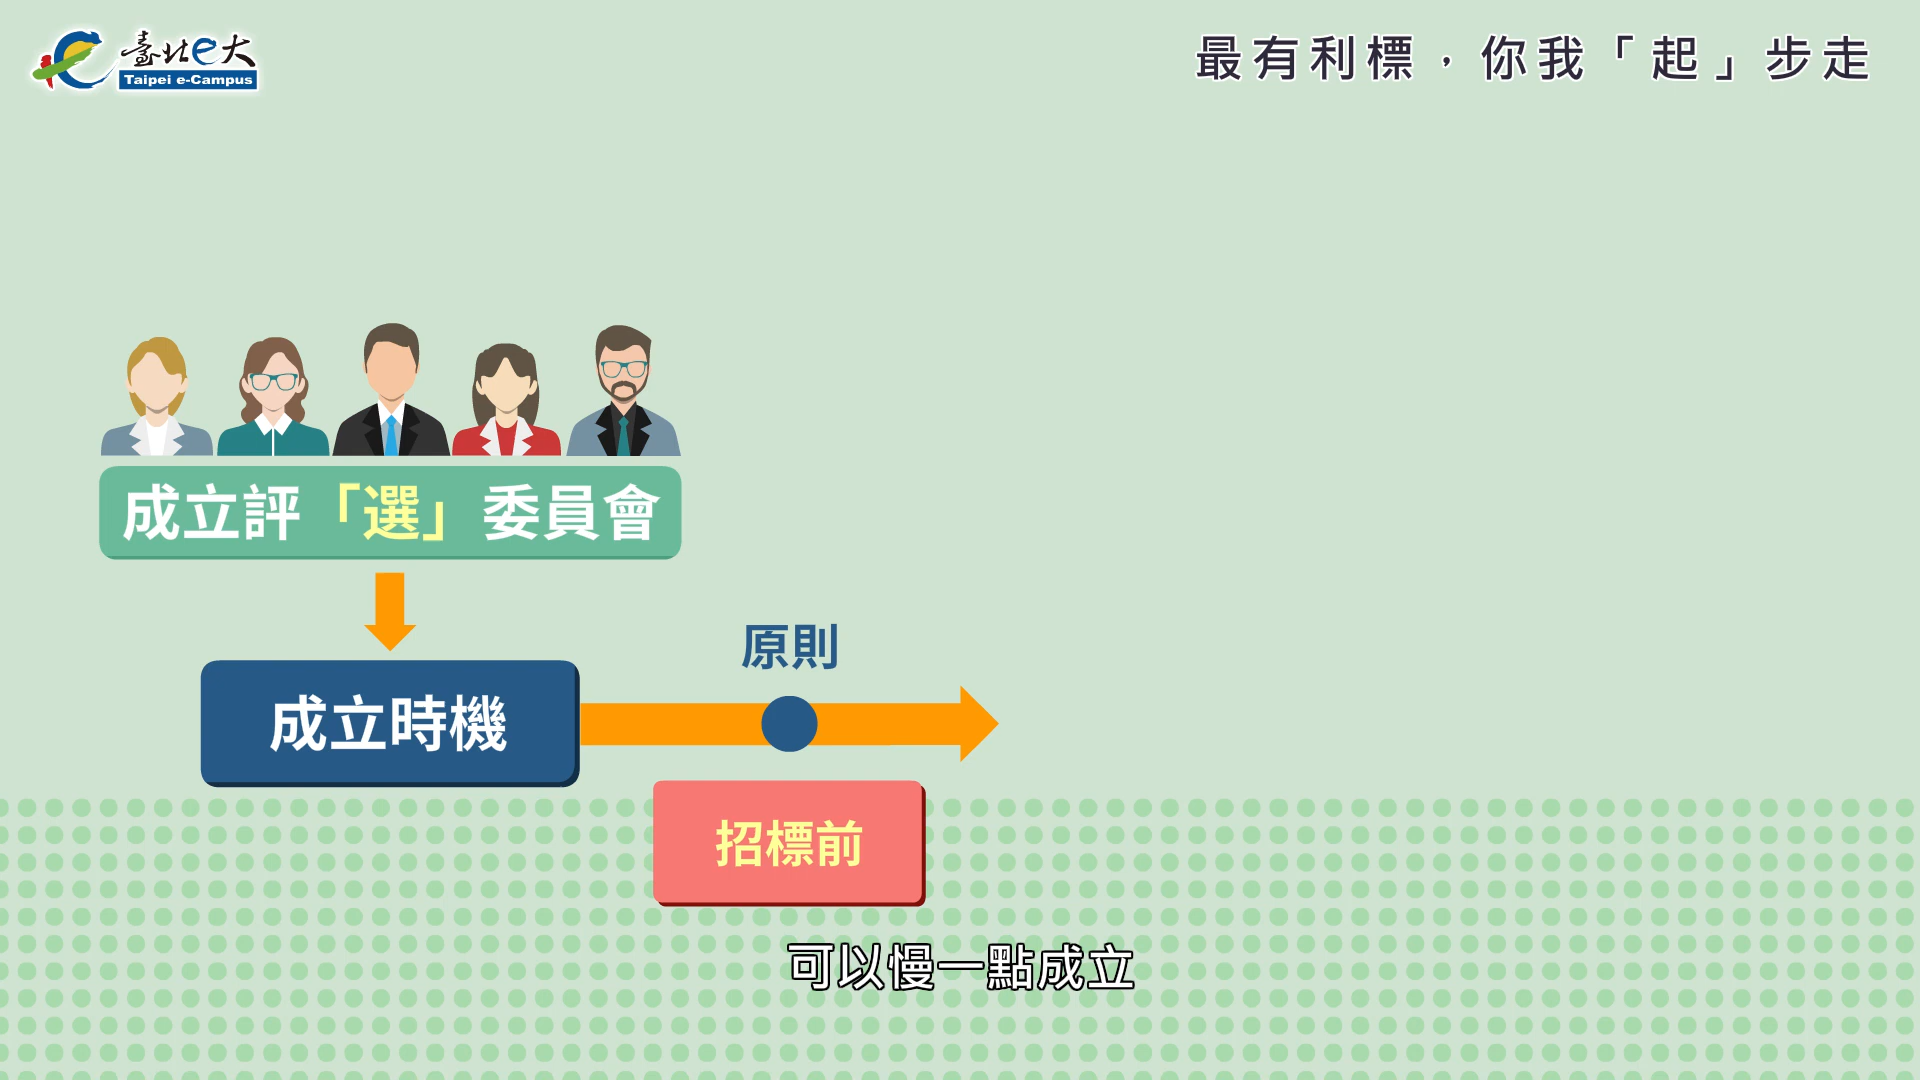 臺北e大
Taipei e-Campus
最有利標，你我「起」步走
成立評「選」委員會
原則
成立時機
招標前
可以慢一點成立